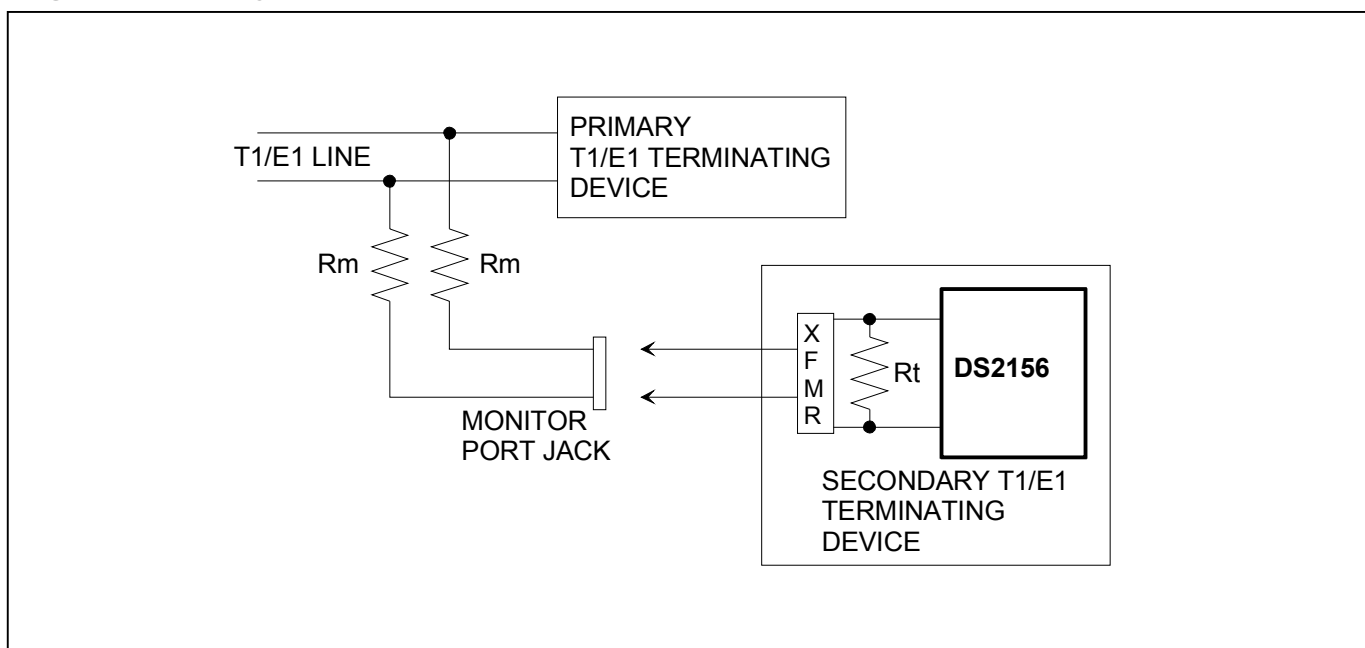 PRIMARY
T1/E1 TERMINATING
DEVICE
T1/E1 LINE
Rm
Rm
X
F
M
R
Rt
DS2156
MONITOR
PORT JACK
SECONDARY T1/E1
TERMINATING
DEVICE